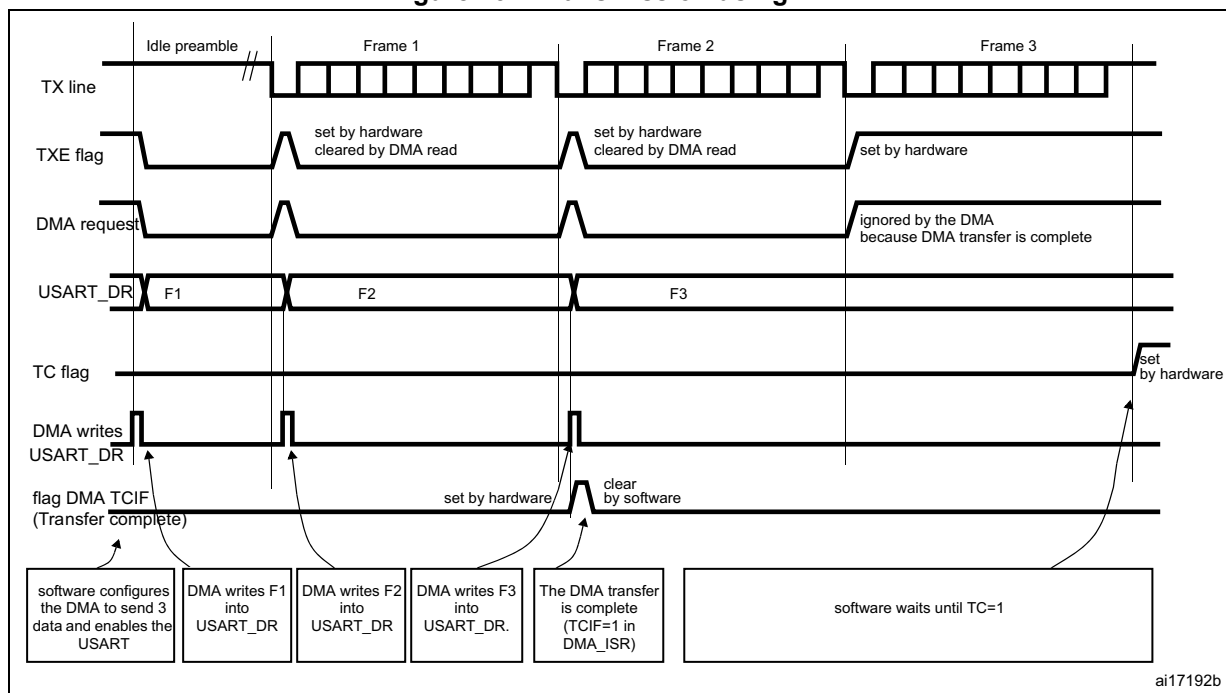 Idle preamble
Frame 1
Frame 2
Frame 3
TX line
TXE flag
set by hardware
cleared by DMA read
set by hardware
cleared by DMA read
set by hardware
DMA request
ignored by the DMA
because DMA transfer is complete
USART_DR
F1
F2
F3
TC flag
set
by hardware
DMA writes
USART_DR
flag DMA TCIF
(Transfer complete)
set by hardware
clear
by software
software configures
the DMA to send 3
data and enables the
USART
DMA writes F1
into
USART_DR
DMA writes F2
into
USART_DR
DMA writes F3
into
USART_DR.
The DMA transfer
is complete
(TCIF=1 in
DMA_ISR)
software waits until TC=1
ai17192b